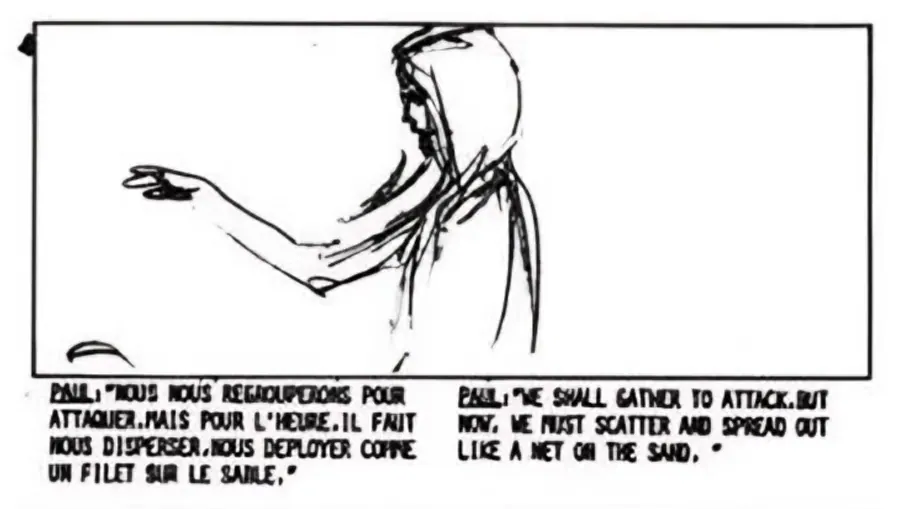 PAUL: "NOUS NOUS REGROUPERONS POUR
ATTAQUER. MAIS POUR L'HEURE. IL FAUT
NOUS DISPERSER. NOUS DEPLOYER COMME
UN FILET SUR LE SABLE."
PAUL: "WE SHALL GATHER TO ATTACK. BUT
NOW. WE MUST SCATTER AND SPREAD OUT
LIKE A NET ON THE SAND. "